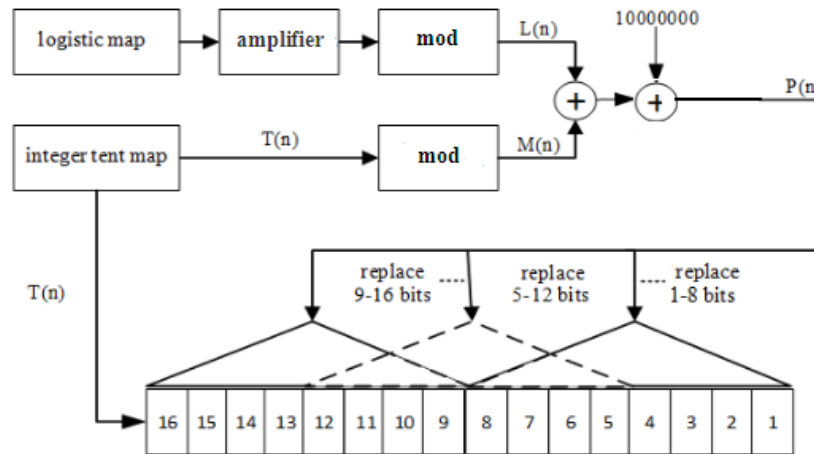 10000000
logistic map
amplifier
mod
L(n)
P(n
integer tent map
T(n)
mod
M(n)
T(n)
replace
9-16 bits
replace
5-12 bits
replace
1-8 bits
16 15 14 13 12 11 10 9 8 7 6 5 4 3 2 1